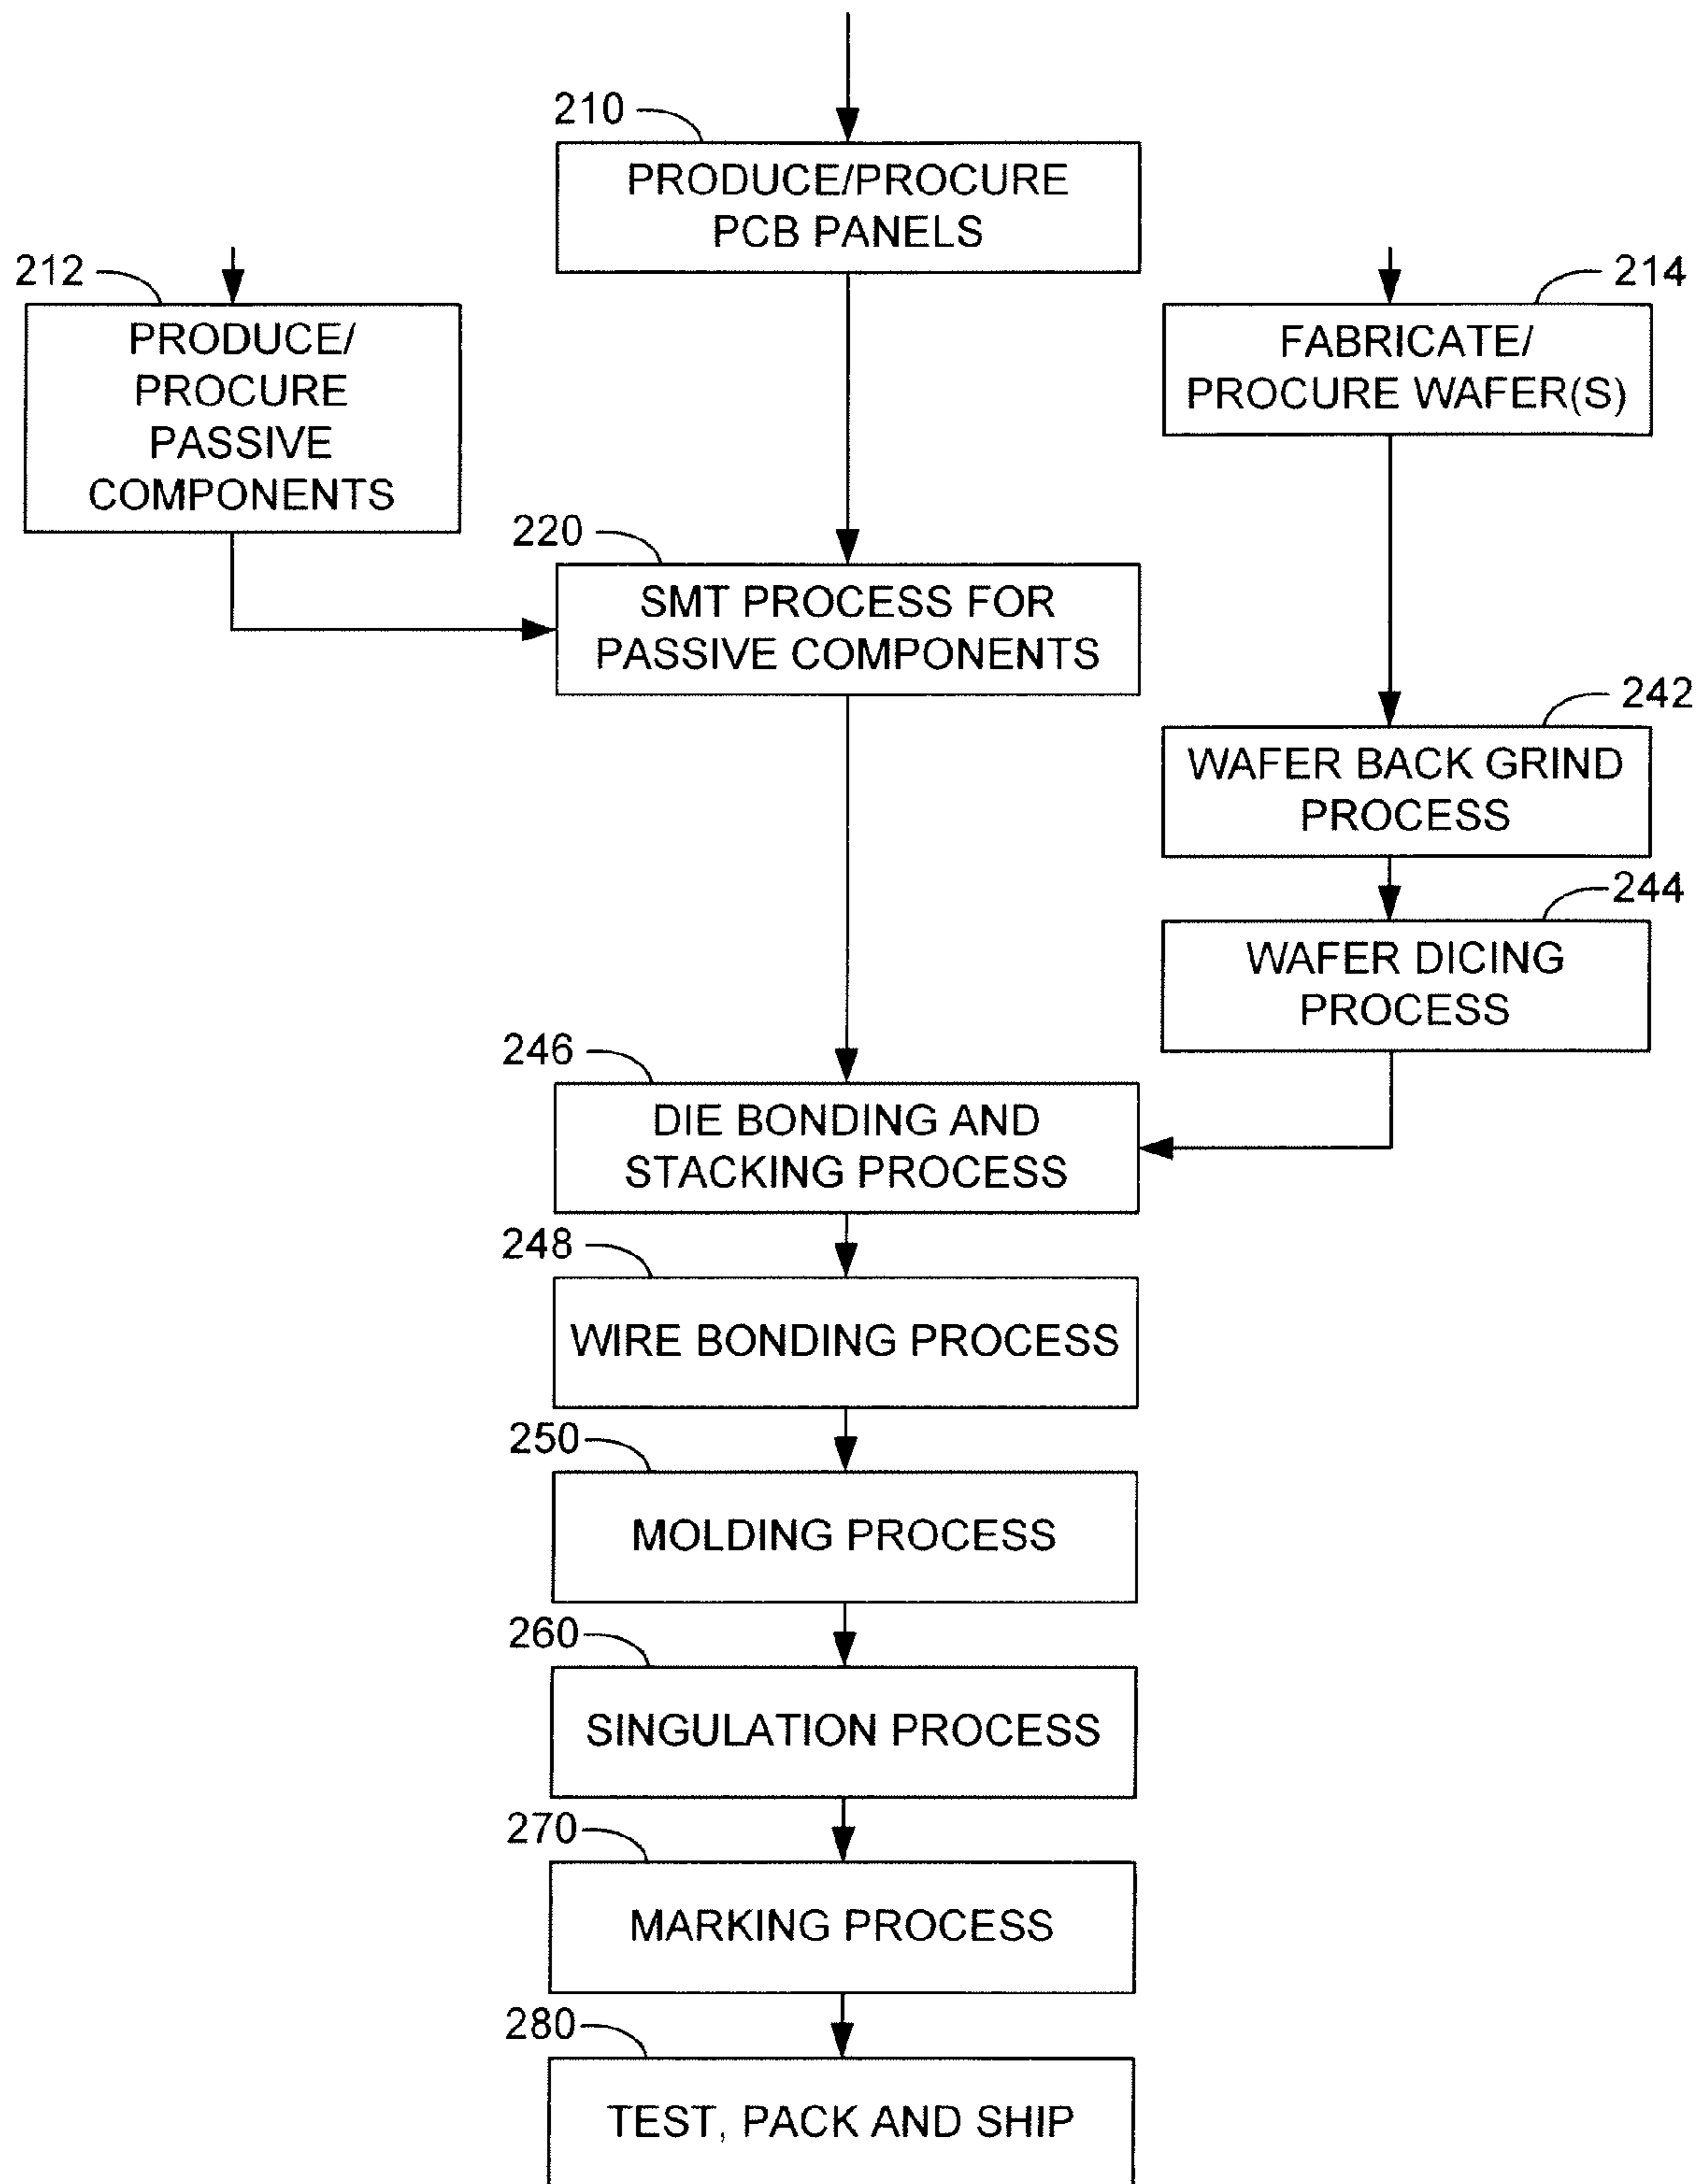 210
PRODUCE/PROCURE
PCB PANELS
212
PRODUCE/
PROCURE
PASSIVE
COMPONENTS
214
FABRICATE/
PROCURE WAFER(S)
220
SMT PROCESS FOR
PASSIVE COMPONENTS
242
WAFER BACK GRIND
PROCESS
244
WAFER DICING
PROCESS
246
DIE BONDING AND
STACKING PROCESS
248
WIRE BONDING PROCESS
250
MOLDING PROCESS
260
SINGULATION PROCESS
270
MARKING PROCESS
280
TEST, PACK AND SHIP